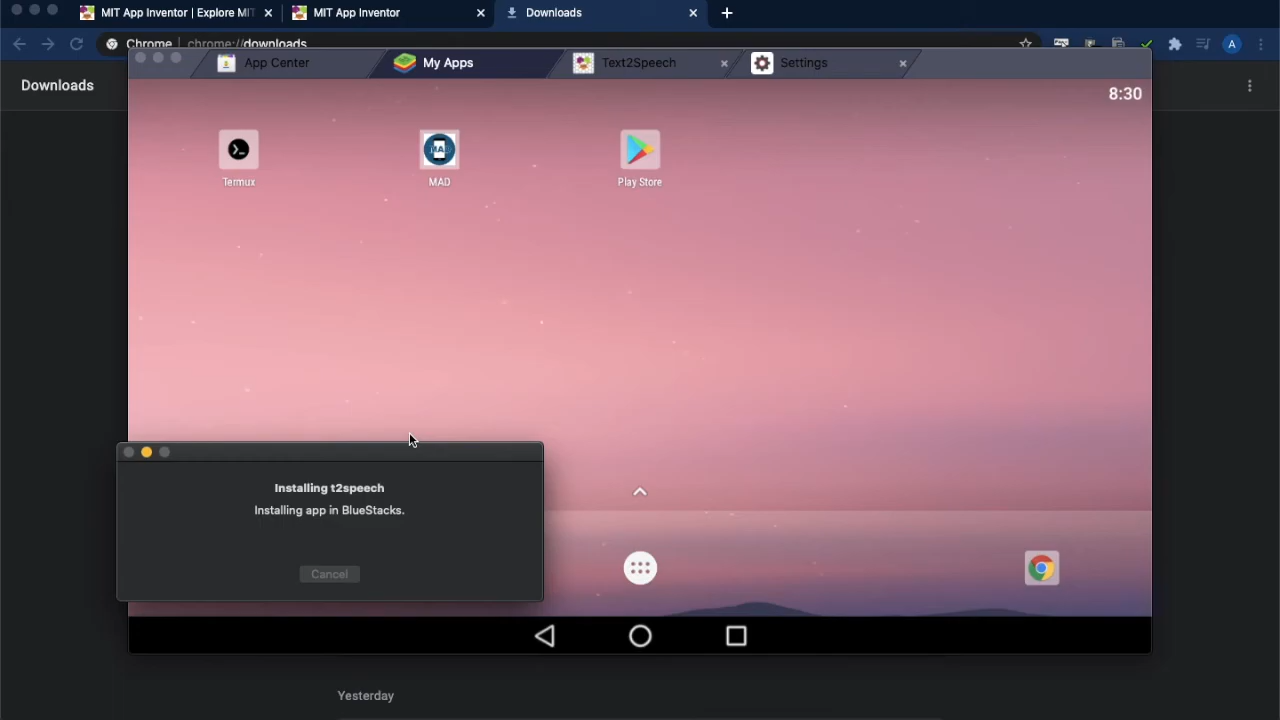 MIT App Inventor | Explore MIT
MIT App Inventor
Downloads
Chrome | chrome://downloads
A
Downloads
App Center
My Apps
Text2Speech
Settings
8:30
Termux
MAD
MAD
Play Store
Installing t2speech
Installing app in BlueStacks.
Cancel
Yesterday